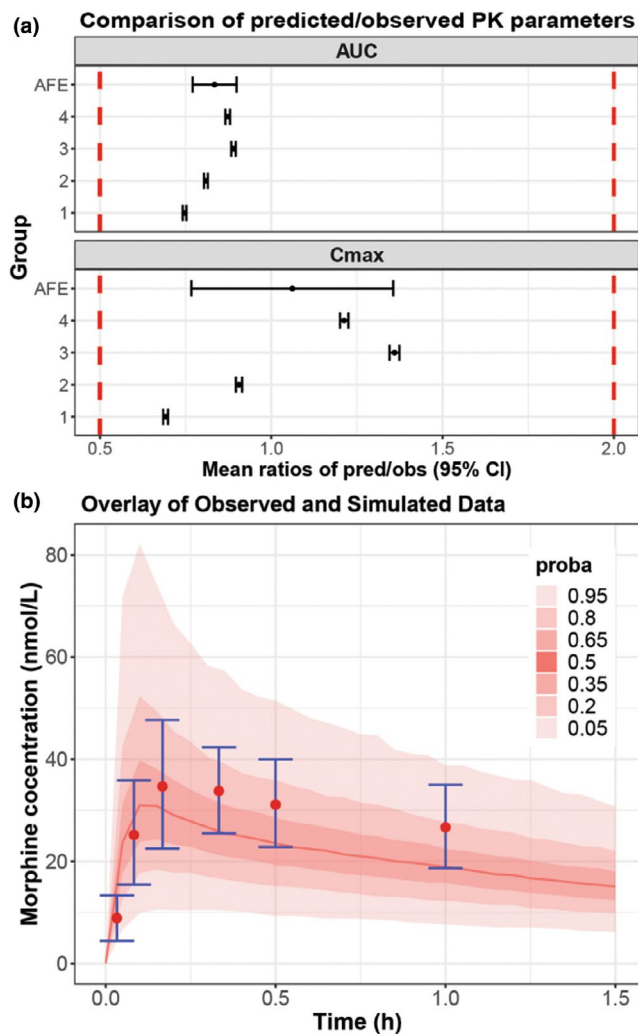 (a) Comparison of predicted/observed PK parameters
AUC
AFE
4
3
2
1
Group
Cmax
AFE
4
3
2
1
0.5 1.0 1.5 2.0
Mean ratios of pred/obs (95% CI)
(b) Overlay of Observed and Simulated Data
80
60
40
20
0
Morphine cocentration (nmol/L)
proba
0.95
0.8
0.65
0.5
0.35
0.2
0.05
0.0 0.5 1.0 1.5
Time (h)